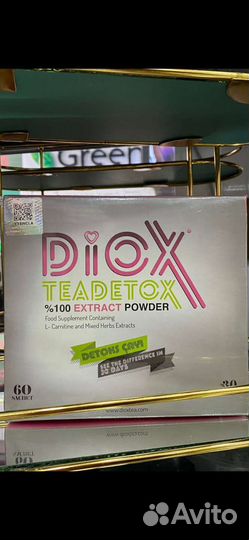 Green
DiOX
TEADETOX
%100 EXTRACT POWDER
Food Supplement Containing
L- Carnitine and Mixed Herbs Extracts
DETOKS ÇAYI
SEE THE DIFFERENCE IN
30 DAYS
60
SACHET
www.dioxtea.com
Avito